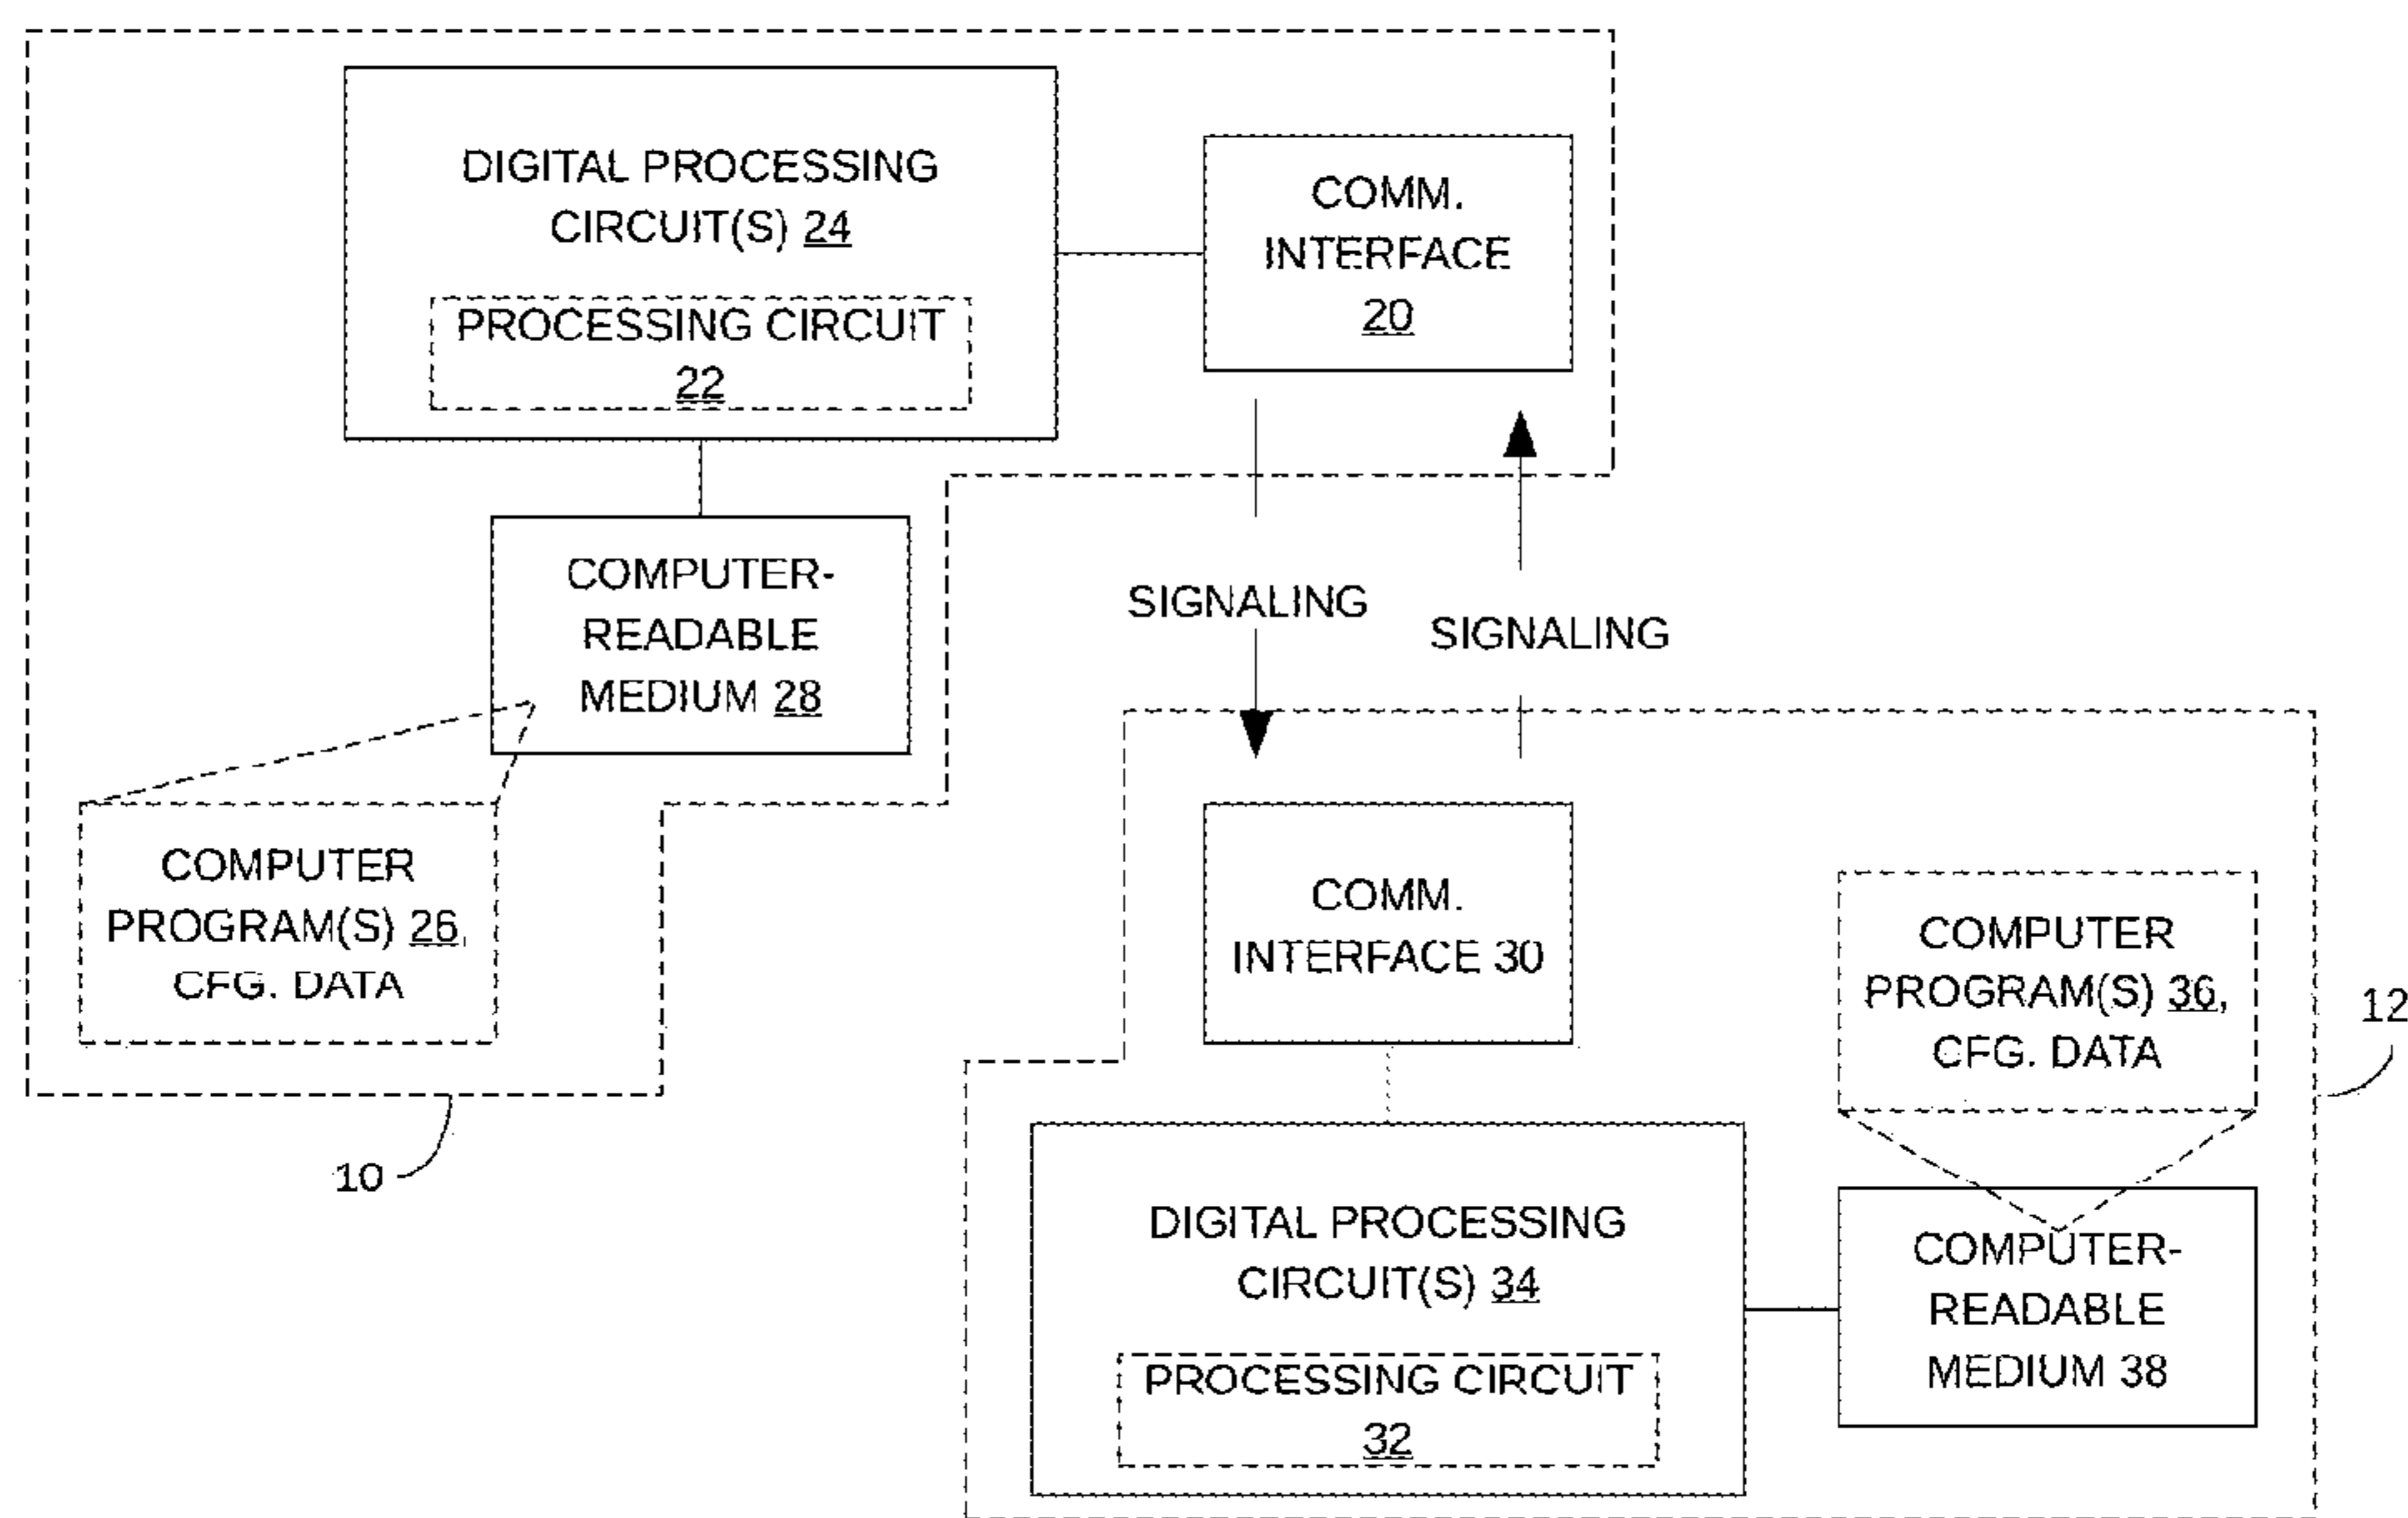 DIGITAL PROCESSING
CIRCUIT(S) 24
PROCESSING CIRCUIT
22
COMM.
INTERFACE
20
COMPUTER-
READABLE
MEDIUM 28
SIGNALING
SIGNALING
COMPUTER
PROGRAM(S) 26,
CFG. DATA
10
COMM.
INTERFACE 30
COMPUTER
PROGRAM(S) 36,
CFG. DATA
12
DIGITAL PROCESSING
CIRCUIT(S) 34
PROCESSING CIRCUIT
32
COMPUTER-
READABLE
MEDIUM 38